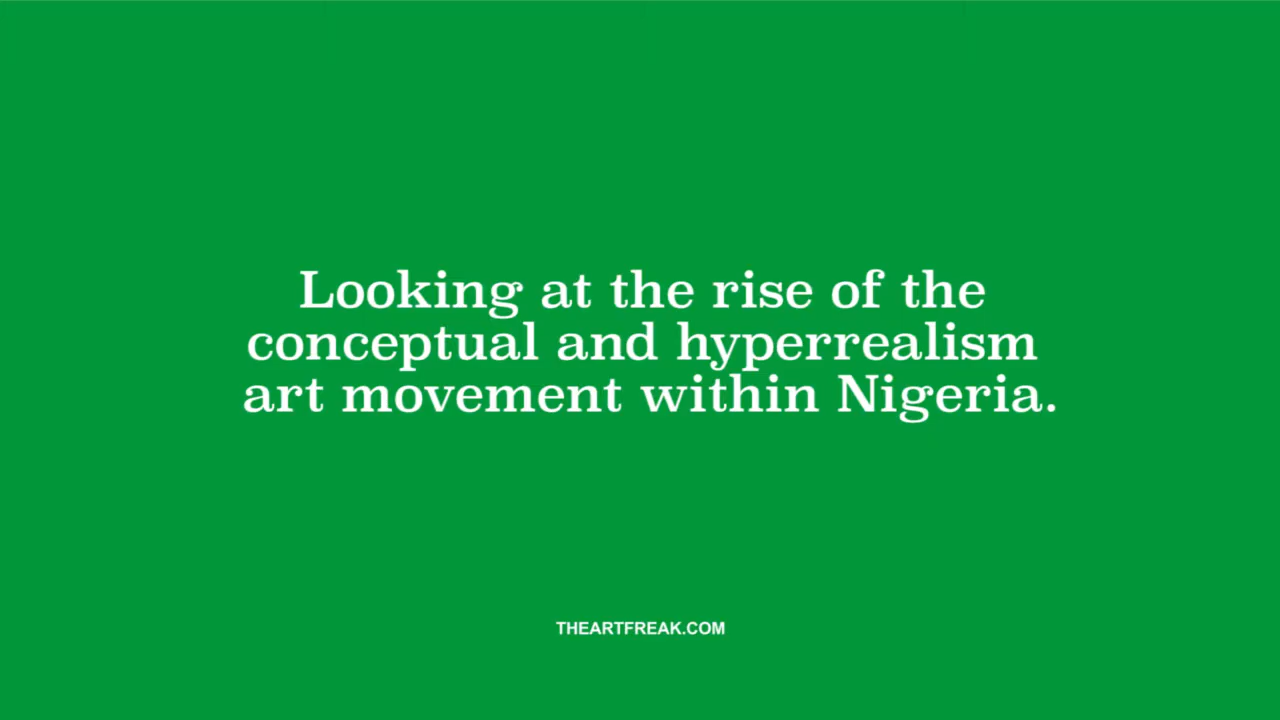 Looking at the rise of the
conceptual and hyperrealism
art movement within Nigeria.
THEARTFREAK.COM